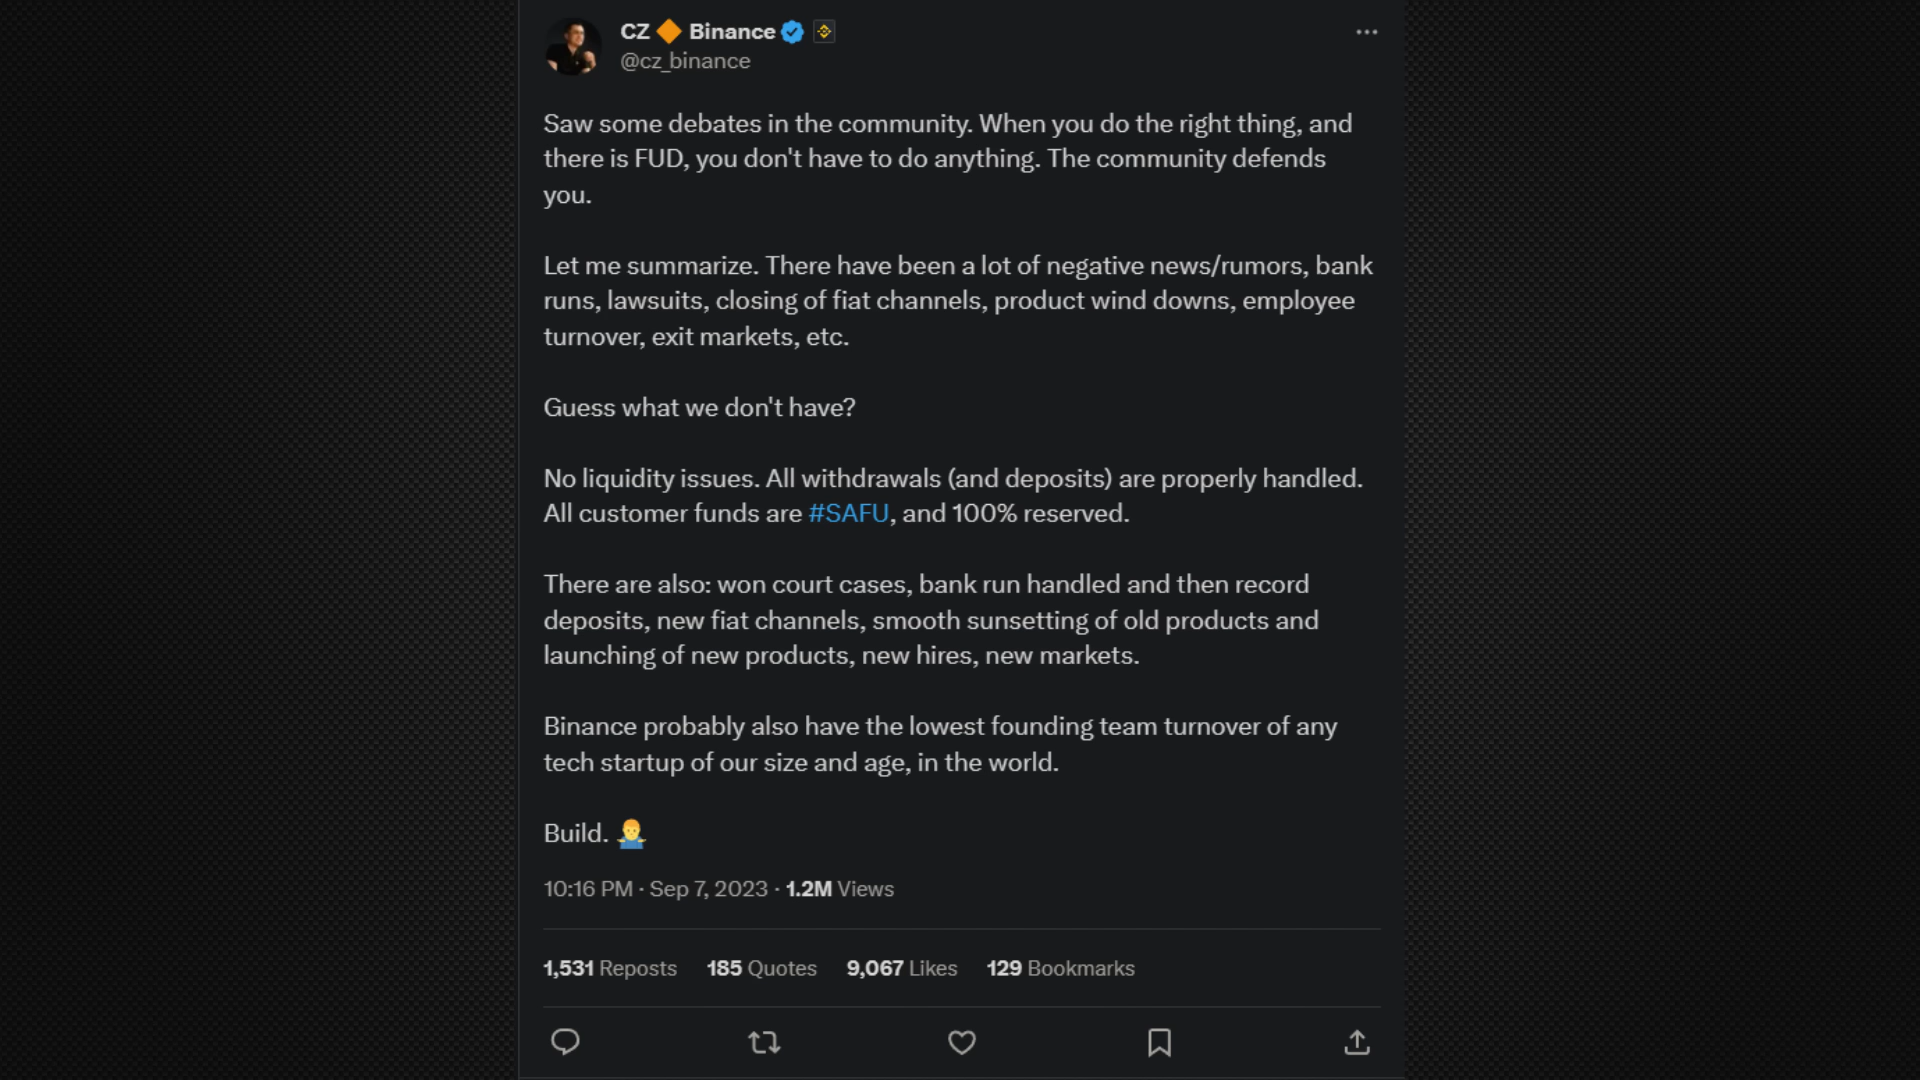 CZ 🔶 Binance
@cz_binance
Saw some debates in the community. When you do the right thing, and
there is FUD, you don't have to do anything. The community defends
you.
Let me summarize. There have been a lot of negative news/rumors, bank
runs, lawsuits, closing of fiat channels, product wind downs, employee
turnover, exit markets, etc.
Guess what we don't have?
No liquidity issues. All withdrawals (and deposits) are properly handled.
All customer funds are #SAFU, and 100% reserved.
There are also: won court cases, bank run handled and then record
deposits, new fiat channels, smooth sunsetting of old products and
launching of new products, new hires, new markets.
Binance probably also have the lowest founding team turnover of any
tech startup of our size and age, in the world.
Build. 🤷‍♂️
10:16 PM · Sep 7, 2023 · 1.2M Views
1,531 Reposts 185 Quotes 9,067 Likes 129 Bookmarks